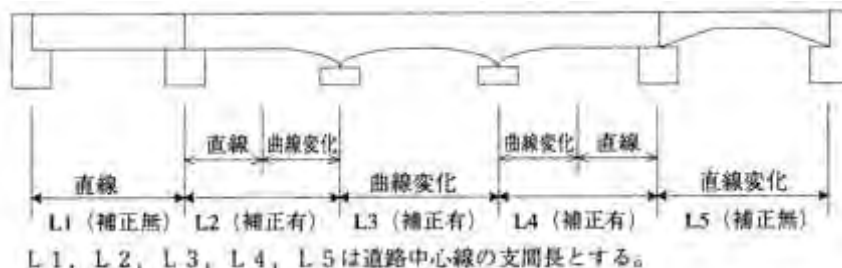 直線 曲線変化 曲線変化 直線
直線 曲線変化 直線変化
L1（補正無） L2（補正有） L3（補正有） L4（補正有） L5（補正無）
L1，L2，L3，L4，L5は道路中心線の支間長とする。